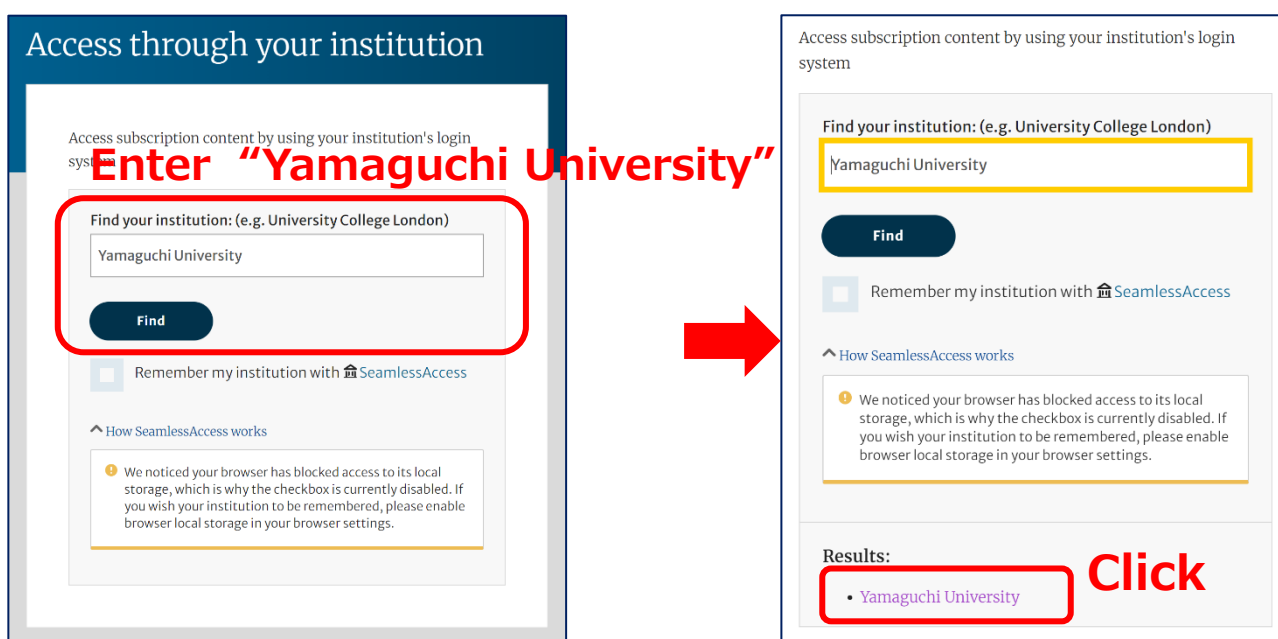 Access through your institution
Access subscription content by using your institution's login
system
Enter “Yamaguchi University”
Find your institution: (e.g. University College London)
Yamaguchi University
Find
Remember my institution with SeamlessAccess
How SeamlessAccess works
We noticed your browser has blocked access to its local
storage, which is why the checkbox is currently disabled. If
you wish your institution to be remembered, please enable
browser local storage in your browser settings.
Access subscription content by using your institution's login
system
Find your institution: (e.g. University College London)
Yamaguchi University
Find
Remember my institution with SeamlessAccess
How SeamlessAccess works
We noticed your browser has blocked access to its local
storage, which is why the checkbox is currently disabled. If
you wish your institution to be remembered, please enable
browser local storage in your browser settings.
Results:
Click
• Yamaguchi University